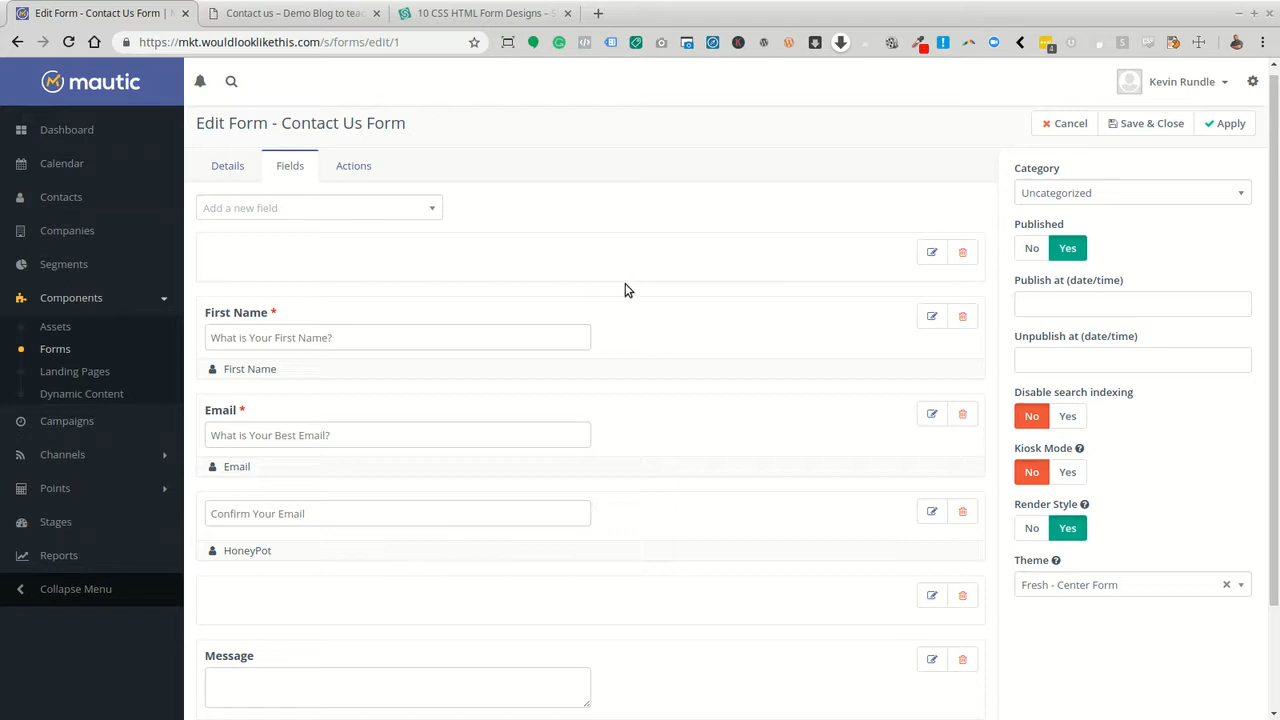 Edit Form - Contact Us Form |
Contact us – Demo Blog to teac
10 CSS HTML Form Designs – S
https://mkt.wouldlooklikethis.com/s/forms/edit/1
mautic
Kevin Rundle
Edit Form - Contact Us Form
Cancel
Save & Close
Apply
Dashboard
Calendar
Contacts
Companies
Segments
Components
Assets
Forms
Landing Pages
Dynamic Content
Campaigns
Channels
Points
Stages
Reports
Collapse Menu
Details
Fields
Actions
Add a new field
First Name *
What is Your First Name?
First Name
Email *
What is Your Best Email?
Email
Confirm Your Email
HoneyPot
Message
Category
Uncategorized
Published
No Yes
Publish at (date/time)
Unpublish at (date/time)
Disable search indexing
No Yes
Kiosk Mode
No Yes
Render Style
No Yes
Theme
Fresh - Center Form